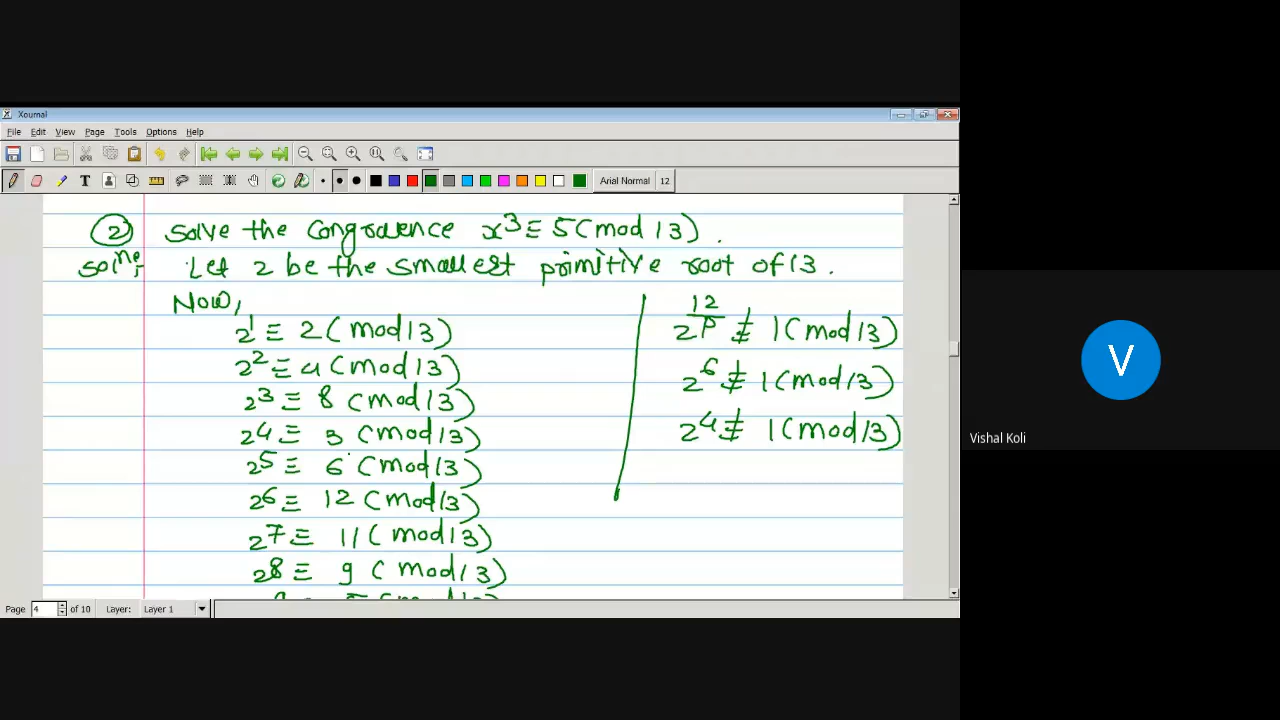 Xournal
File Edit View Page Tools Options Help
Arial Normal 12
② solve the congruence x³ ≡ 5 (mod 13).
soln:- Let 2 be the smallest primitive root of 13.
Now,
2¹ ≡ 2 (mod 13)
2² ≡ 4 (mod 13)
2³ ≡ 8 (mod 13)
2⁴ ≡ 3 (mod 13)
2⁵ ≡ 6 (mod 13)
2⁶ ≡ 12 (mod 13)
2⁷ ≡ 11 (mod 13)
2⁸ ≡ 9 (mod 13)
2^(12/p) ≢ 1 (mod 13)
2⁶ ≢ 1 (mod 13)
2⁴ ≢ 1 (mod 13)
Page 4 of 10 Layer: Layer 1
V
Vishal Koli